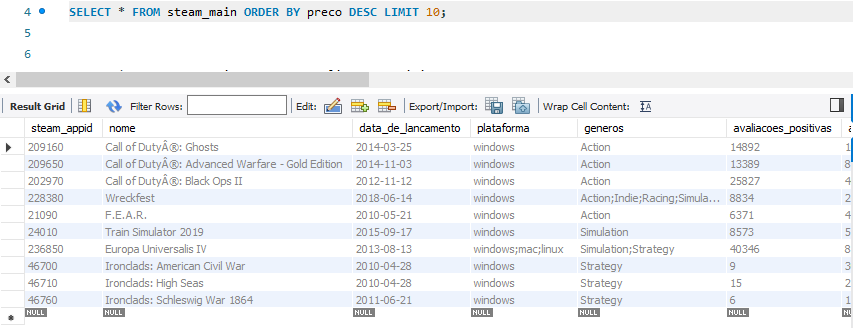 4 SELECT * FROM steam_main ORDER BY preco DESC LIMIT 10;
5
6
Result Grid Filter Rows: Edit: Export/Import: Wrap Cell Content: IA
steam_appid nome data_de_lancamento plataforma generos avaliacoes_positivas a
209160 Call of DutyÂ®: Ghosts 2014-03-25 windows Action 14892 1
209650 Call of DutyÂ®: Advanced Warfare - Gold Edition 2014-11-03 windows Action 13389 8
202970 Call of DutyÂ®: Black Ops II 2012-11-12 windows Action 25827 4
228380 Wreckfest 2018-06-14 windows Action;Indie;Racing;Simula... 8834 2
21090 F.E.A.R. 2010-05-21 windows Action 6371 4
24010 Train Simulator 2019 2015-09-17 windows Simulation 8573 5
236850 Europa Universalis IV 2013-08-13 windows;mac;linux Simulation;Strategy 40346 8
46700 Ironclads: American Civil War 2010-04-28 windows Strategy 9 3
46710 Ironclads: High Seas 2010-04-28 windows Strategy 15 2
46760 Ironclads: Schleswig War 1864 2011-06-21 windows Strategy 6 1
NULL NULL NULL NULL NULL NULL